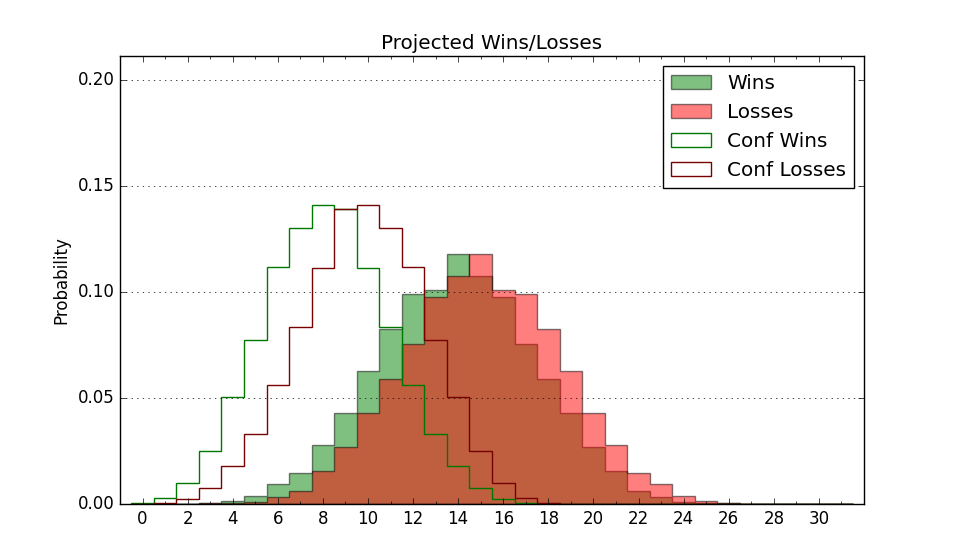 Projected Wins/Losses
Probability
0.20
0.15
0.10
0.05
0.00
Wins
Losses
Conf Wins
Conf Losses
0 2 4 6 8 10 12 14 16 18 20 22 24 26 28 30